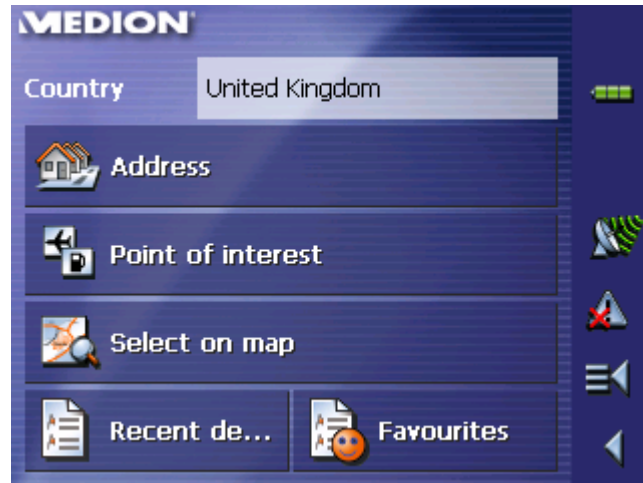 MEDION
Country United Kingdom
Address
Point of interest
Select on map
Recent de... Favourites